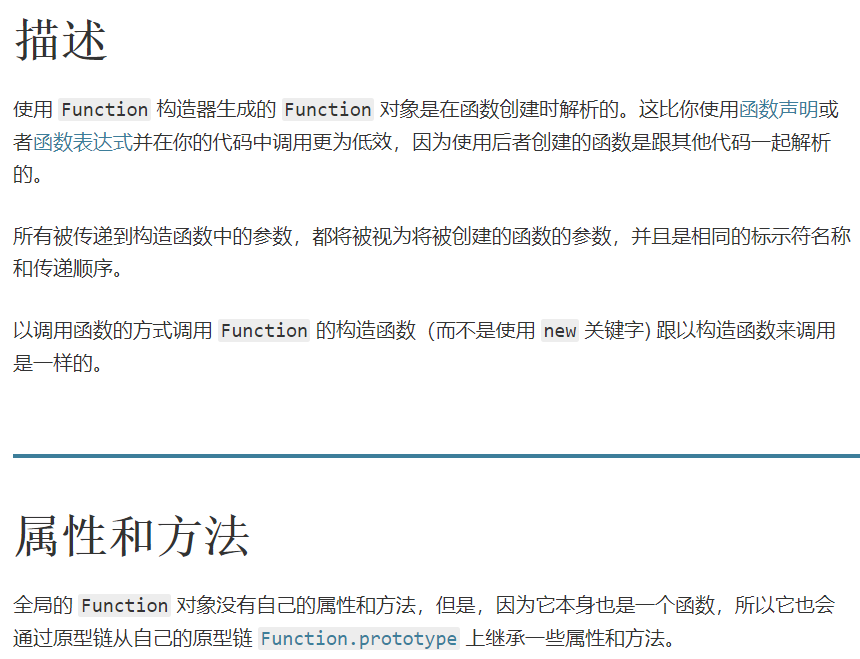 描述
使用 Function 构造器生成的 Function 对象是在函数创建时解析的。这比你使用函数声明或
者函数表达式并在你的代码中调用更为低效，因为使用后者创建的函数是跟其他代码一起解析
的。
所有被传递到构造函数中的参数，都将被视为将被创建的函数的参数，并且是相同的标示符名称
和传递顺序。
以调用函数的方式调用 Function 的构造函数（而不是使用 new 关键字) 跟以构造函数来调用
是一样的。
属性和方法
全局的 Function 对象没有自己的属性和方法，但是，因为它本身也是一个函数，所以它也会
通过原型链从自己的原型链 Function.prototype 上继承一些属性和方法。